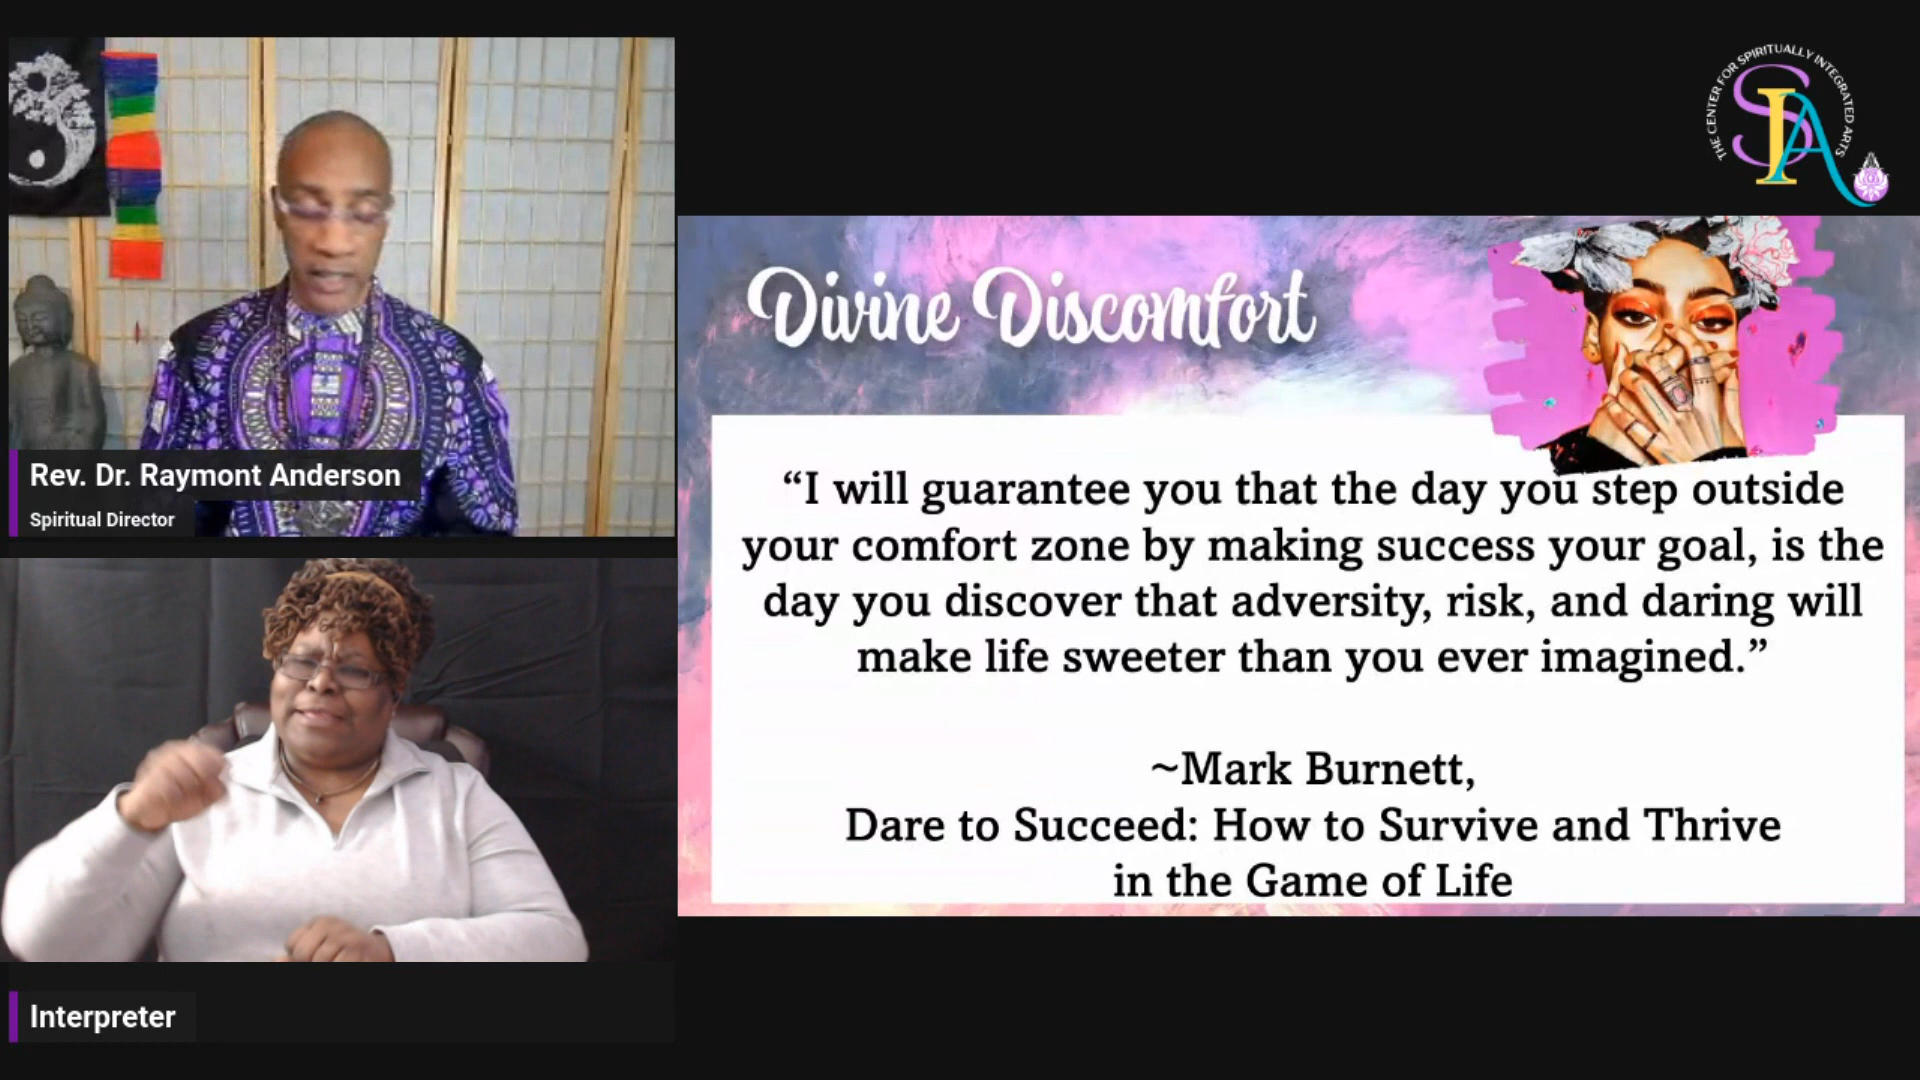 THE CENTER FOR SPIRITUALLY INTEGRATED ARTS
SIA
Divine Discomfort
“I will guarantee you that the day you step outside
your comfort zone by making success your goal, is the
day you discover that adversity, risk, and daring will
make life sweeter than you ever imagined.”
~Mark Burnett,
Dare to Succeed: How to Survive and Thrive
in the Game of Life
Rev. Dr. Raymont Anderson
Spiritual Director
Interpreter